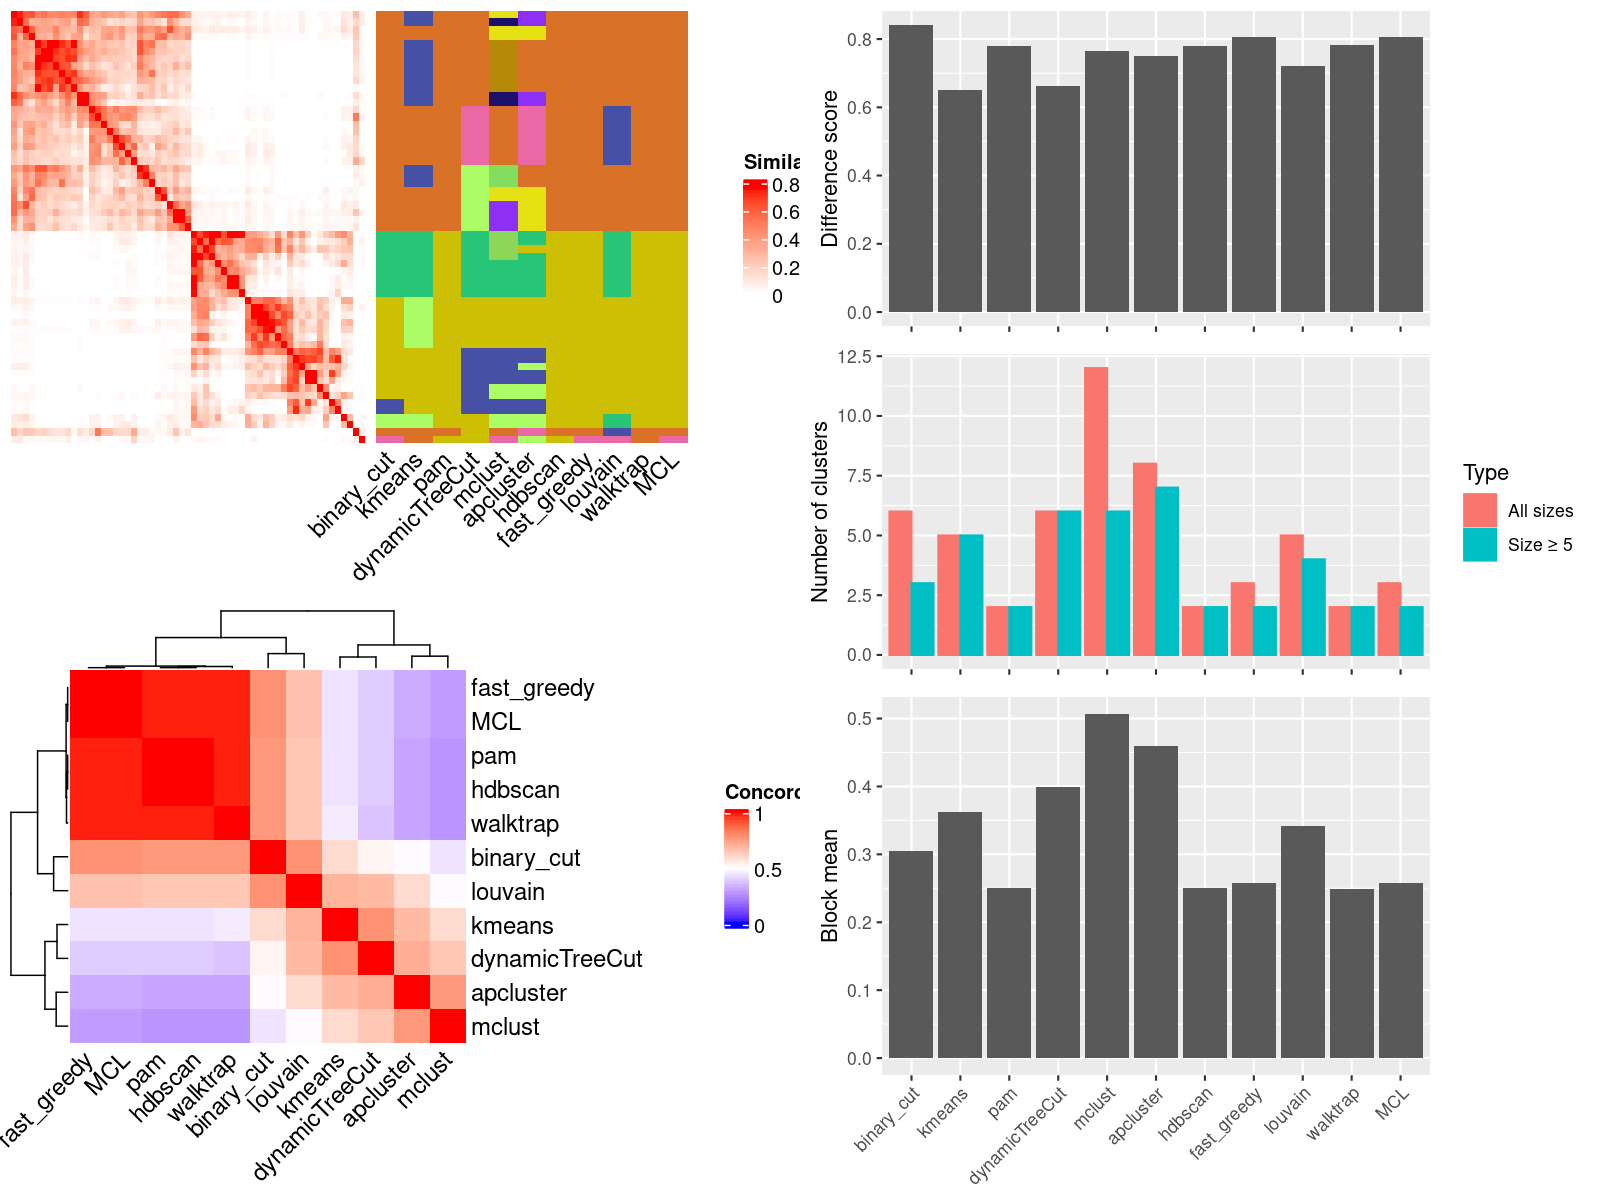 Simila
0.8
0.6
0.4
0.2
0
binary_cut
kmeans
pam
dynamicTreeCut
mclust
apcluster
hdbscan
fast_greedy
louvain
walktrap
MCL
Difference score
0.8
0.6
0.4
0.2
0.0
Number of clusters
12.5
10.0
7.5
5.0
2.5
0.0
Type
All sizes
Size ≥ 5
Block mean
0.5
0.4
0.3
0.2
0.1
0.0
binary_cut
kmeans
pam
dynamicTreeCut
mclust
apcluster
hdbscan
fast_greedy
louvain
walktrap
MCL
fast_greedy
MCL
pam
hdbscan
walktrap
binary_cut
louvain
kmeans
dynamicTreeCut
apcluster
mclust
Concord
1
0.5
0
fast_greedy
MCL
pam
hdbscan
walktrap
binary_cut
louvain
kmeans
dynamicTreeCut
apcluster
mclust